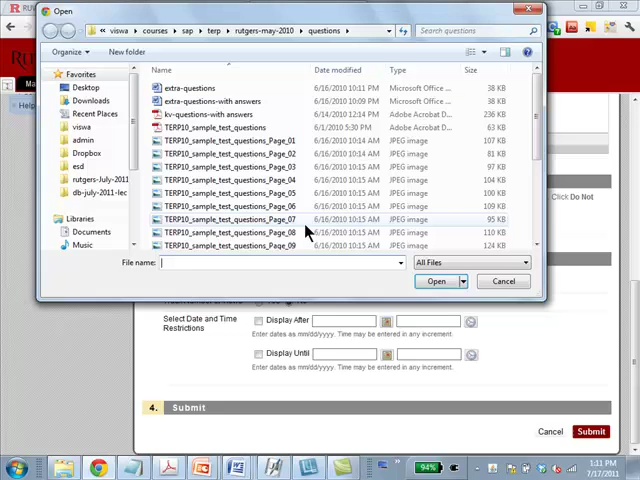 Open
viswa ▸ courses ▸ sap ▸ terp ▸ rutgers-may-2010 ▸ questions ▸
Search questions
Organize
New folder
Name Date modified Type Size
Favorites
Desktop
Downloads
Recent Places
viswa
admin
Dropbox
esd
rutgers-July-2011
db-july-2011-lec
Libraries
Documents
Music
extra-questions 6/16/2010 10:11 PM Microsoft Office ... 38 KB
extra-questions-with answers 6/16/2010 10:09 PM Microsoft Office ... 38 KB
kv-questions-with answers 6/14/2010 12:19 PM Adobe Acrobat D... 236 KB
TERP10_sample_test_questions 6/1/2010 5:30 PM Adobe Acrobat D... 63 KB
TERP10_sample_test_questions_Page_01 6/16/2010 10:14 AM JPEG image 107 KB
TERP10_sample_test_questions_Page_02 6/16/2010 10:14 AM JPEG image 81 KB
TERP10_sample_test_questions_Page_03 6/16/2010 10:15 AM JPEG image 97 KB
TERP10_sample_test_questions_Page_04 6/16/2010 10:15 AM JPEG image 104 KB
TERP10_sample_test_questions_Page_05 6/16/2010 10:15 AM JPEG image 100 KB
TERP10_sample_test_questions_Page_06 6/16/2010 10:15 AM JPEG image 109 KB
TERP10_sample_test_questions_Page_07 6/16/2010 10:15 AM JPEG image 95 KB
TERP10_sample_test_questions_Page_08 6/16/2010 10:15 AM JPEG image 110 KB
TERP10_sample_test_questions_Page_09 6/16/2010 10:15 AM JPEG image 124 KB
File name:
All Files
Open
Cancel
Click Do Not
Select Date and Time
Restrictions
Display After
Enter dates as mm/dd/yyyy. Time may be entered in any increment.
Display Until
Enter dates as mm/dd/yyyy. Time may be entered in any increment.
4. Submit
Cancel
Submit
94%
1:11 PM
7/17/2011